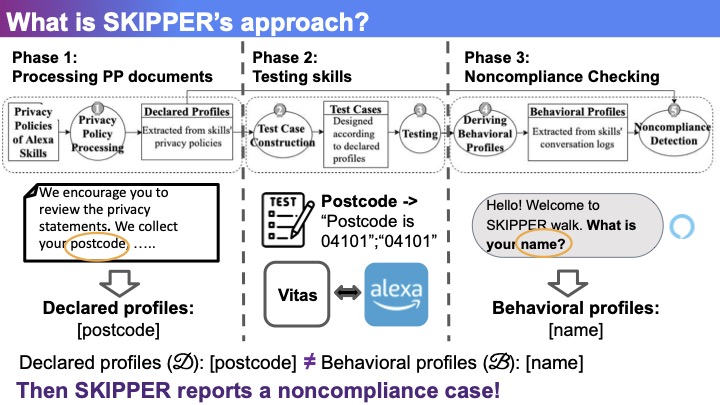 What is SKIPPER's approach?
Phase 1:
Processing PP documents
Phase 2:
Testing skills
Phase 3:
Noncompliance Checking
Privacy
Policies
of Alexa
Skills
1
Privacy
Policy
Processing
Declared Profiles
Extracted from skills'
privacy policies
2
Test Case
Construction
Test Cases
Designed
according to
declared
profiles
3
Testing
4
Deriving
Behavioral
Profiles
Behavioral Profiles
Extracted from skills'
conversation logs
5
Noncompliance
Detection
We encourage you to
review the privacy
statements. We collect
your postcode, …..
Declared profiles:
[postcode]
TEST
Postcode ->
“Postcode is
04101”;“04101”
Vitas
alexa
Hello! Welcome to
SKIPPER walk. What is
your name?
Behavioral profiles:
[name]
Declared profiles (𝒟): [postcode] ≠ Behavioral profiles (ℬ): [name]
Then SKIPPER reports a noncompliance case!